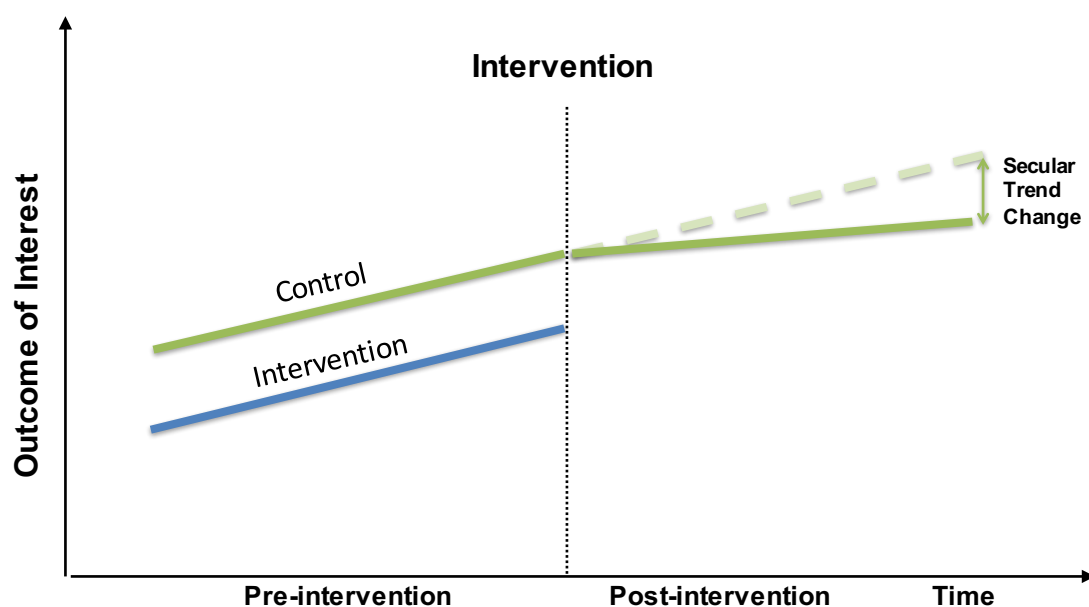 Intervention
Outcome of Interest
Control
Intervention
Secular
Trend
Change
Pre-intervention
Post-intervention
Time